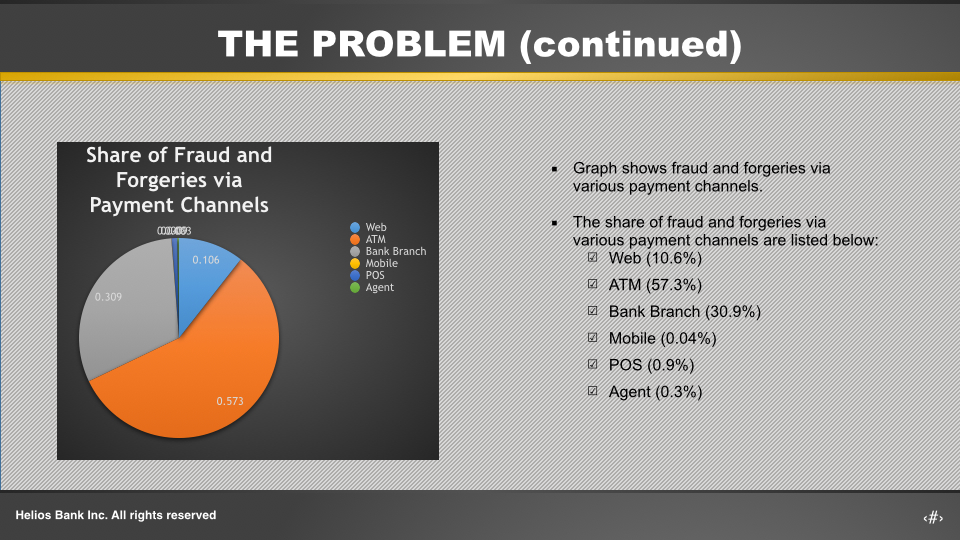 THE PROBLEM (continued)
Share of Fraud and
Forgeries via
Payment Channels
0.106
0.309
0.573
Web
ATM
Bank Branch
Mobile
POS
Agent
▪ Graph shows fraud and forgeries via
various payment channels.
▪ The share of fraud and forgeries via
various payment channels are listed below:
☑ Web (10.6%)
☑ ATM (57.3%)
☑ Bank Branch (30.9%)
☑ Mobile (0.04%)
☑ POS (0.9%)
☑ Agent (0.3%)
Helios Bank Inc. All rights reserved
‹#›